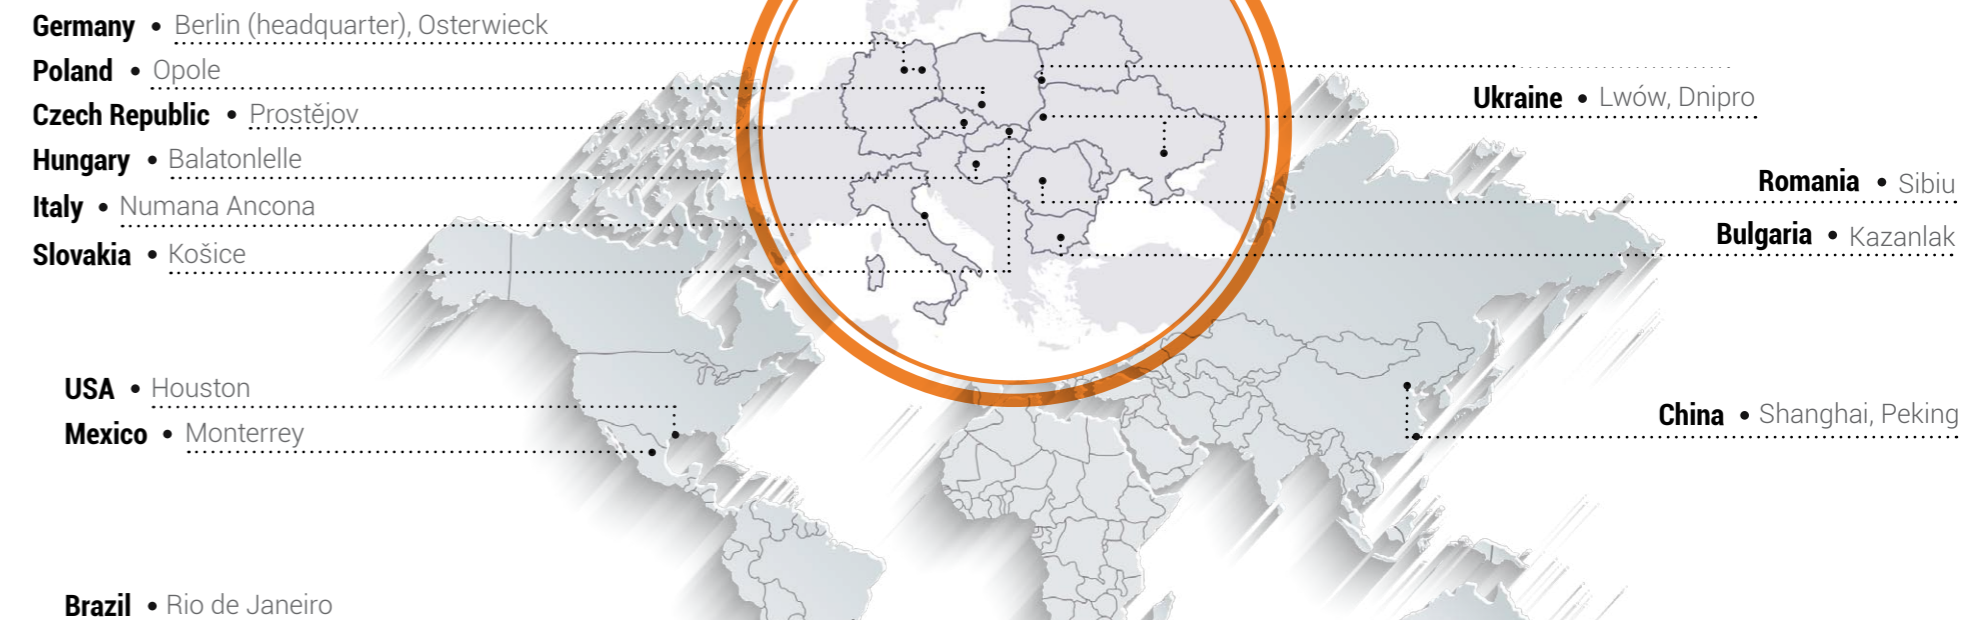 Germany • Berlin (headquarter), Osterwieck
Poland • Opole
Czech Republic • Prostějov
Hungary • Balatonlelle
Italy • Numana Ancona
Slovakia • Košice
USA • Houston
Mexico • Monterrey
Brazil • Rio de Janeiro
Ukraine • Lwów, Dnipro
Romania • Sibiu
Bulgaria • Kazanlak
China • Shanghai, Peking